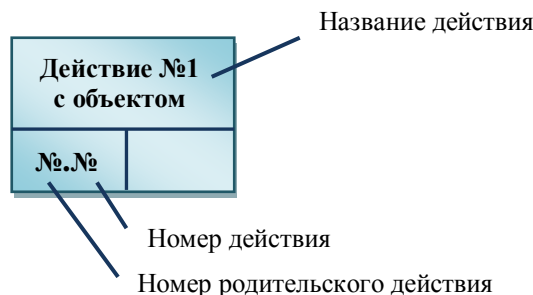 Название действия
Действие №1
с объектом
№.№
Номер действия
Номер родительского действия